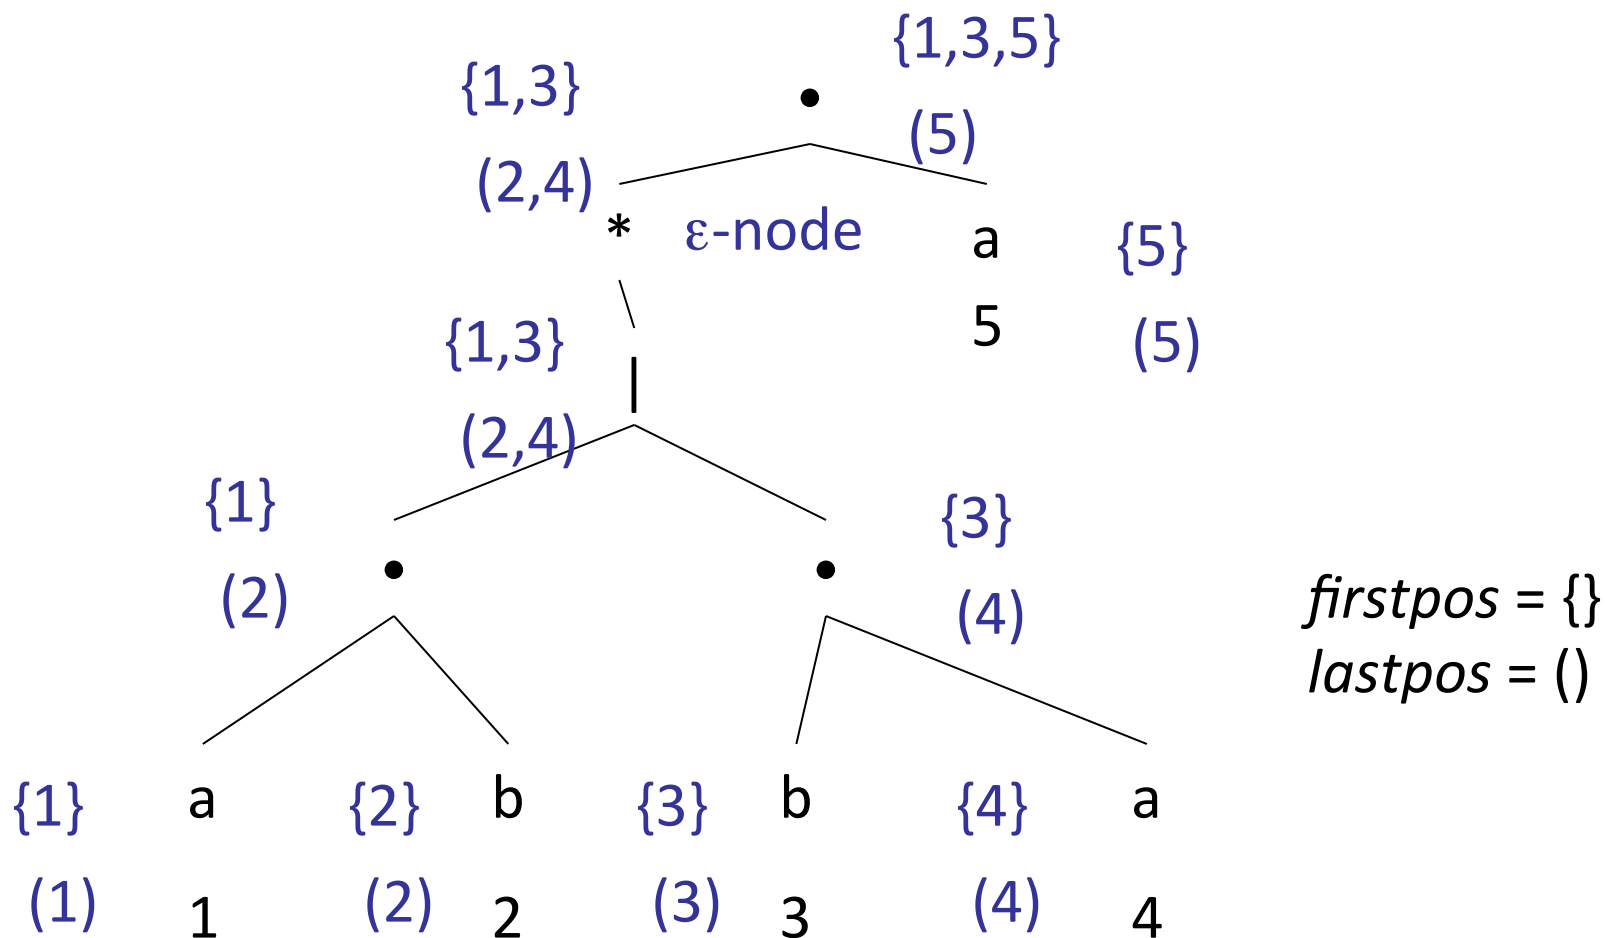 {1,3,5}
{1,3}
•
(5)
(2,4)
* ε-node a {5}
5 (5)
{1,3}
|
(2,4)
{1} {3}
• •
(2) (4)
firstpos = {}
lastpos = ()
{1} a {2} b {3} b {4} a
(1) 1 (2) 2 (3) 3 (4) 4